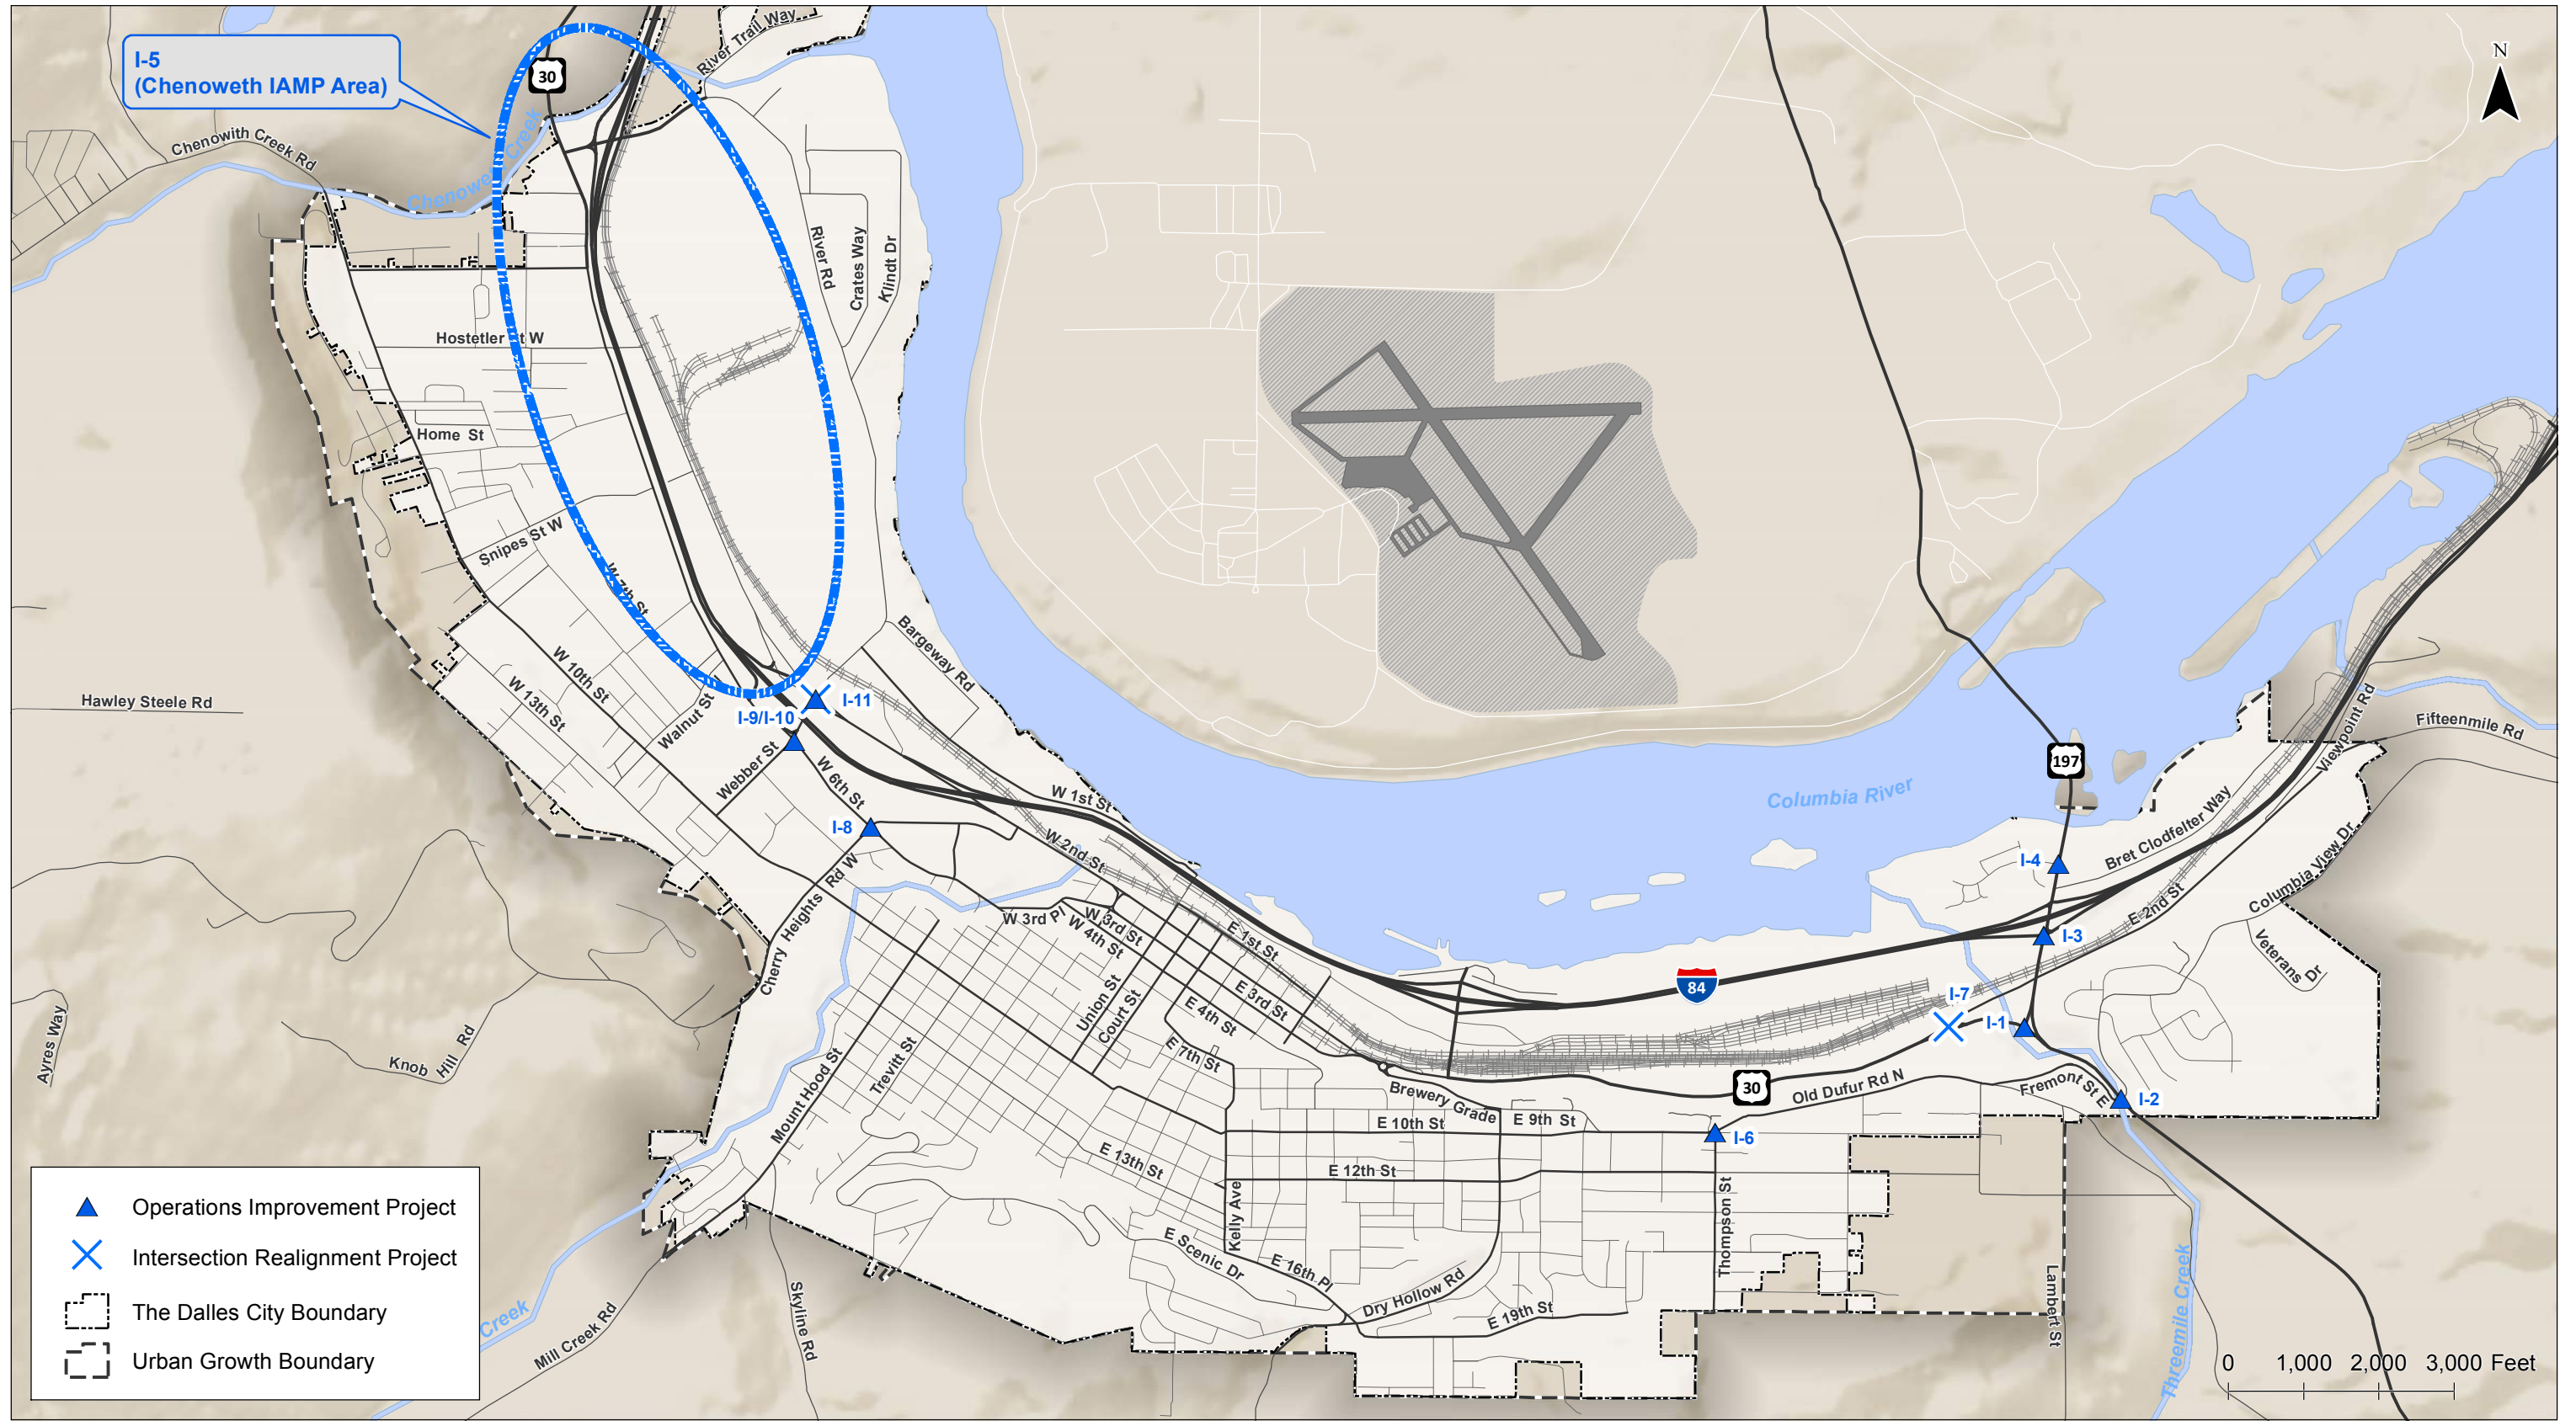 I-5
(Chenoweth IAMP Area)
30
River Trail Way
N
Chenowith Creek Rd
Creek
River Rd
Crates Way
Klindt Dr
Hostetler St W
Home St
Snipes St W
W 7th St
Bargeway Rd
W 10th St
W 13th St
Hawley Steele Rd
Walnut St
I-11
I-9/I-10
Webber St
W 6th St
I-8
W 1st St
W 2nd St
Columbia River
197
Viewpoint Rd
Fifteenmile Rd
Bret Clodfelter Way
Columbia View Dr
I-4
E 2nd St
I-3
Veterans Dr
84
I-7
I-1
I-2
Cherry Heights Rd W
W 3rd Pl
W 3rd St
W 4th St
E 1st St
E 3rd St
E 4th St
Union St
Court St
E 7th St
Ayres Way
Knob Hill Rd
Mount Hood St
Trevitt St
Brewery Grade
30
Old Dufur Rd N
Fremont St E
E 9th St
E 10th St
I-6
E 13th St
E 12th St
Kelly Ave
Thompson St
E Scenic Dr
E 16th Pl
Dry Hollow Rd
E 19th St
Lambert St
Threemile Creek
Skyline Rd
Mill Creek Rd
Creek
Operations Improvement Project
Intersection Realignment Project
The Dalles City Boundary
Urban Growth Boundary
0 1,000 2,000 3,000 Feet